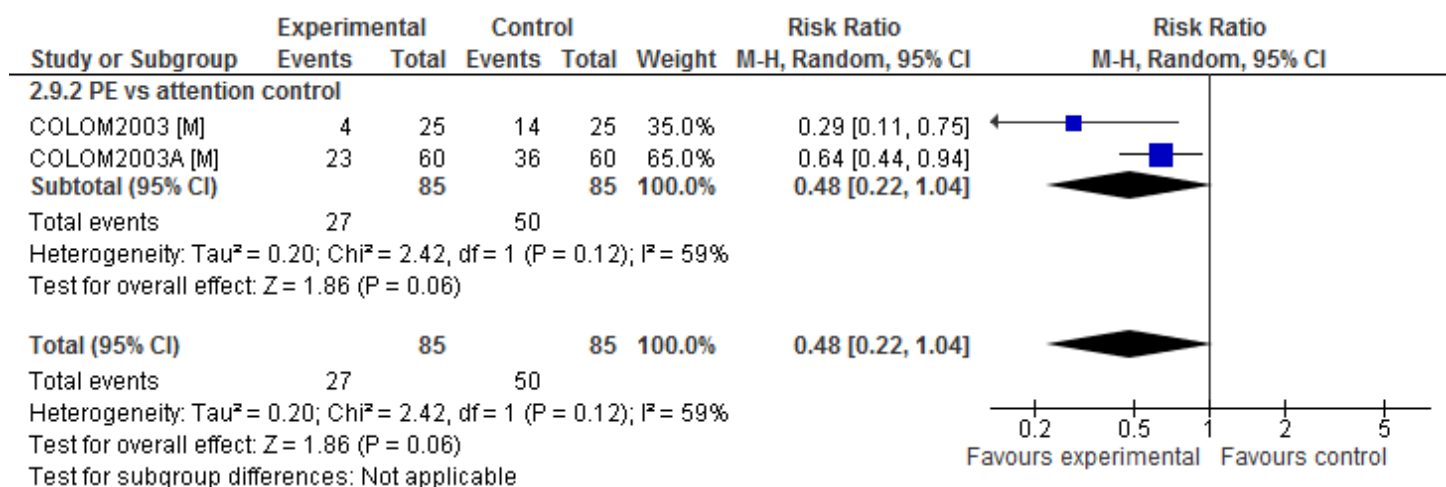 Experimental Control Risk Ratio Risk Ratio
Study or Subgroup Events Total Events Total Weight M-H, Random, 95% CI M-H, Random, 95% CI
2.9.2 PE vs attention control
COLOM2003 [M] 4 25 14 25 35.0% 0.29 [0.11, 0.75]
COLOM2003A [M] 23 60 36 60 65.0% 0.64 [0.44, 0.94]
Subtotal (95% CI) 85 85 100.0% 0.48 [0.22, 1.04]
Total events 27 50
Heterogeneity: Tau² = 0.20; Chi² = 2.42, df = 1 (P = 0.12); I² = 59%
Test for overall effect: Z = 1.86 (P = 0.06)
Total (95% CI) 85 85 100.0% 0.48 [0.22, 1.04]
Total events 27 50
Heterogeneity: Tau² = 0.20; Chi² = 2.42, df = 1 (P = 0.12); I² = 59%
0.2 0.5 1 2 5
Test for overall effect: Z = 1.86 (P = 0.06)
Favours experimental Favours control
Test for subgroup differences: Not applicable